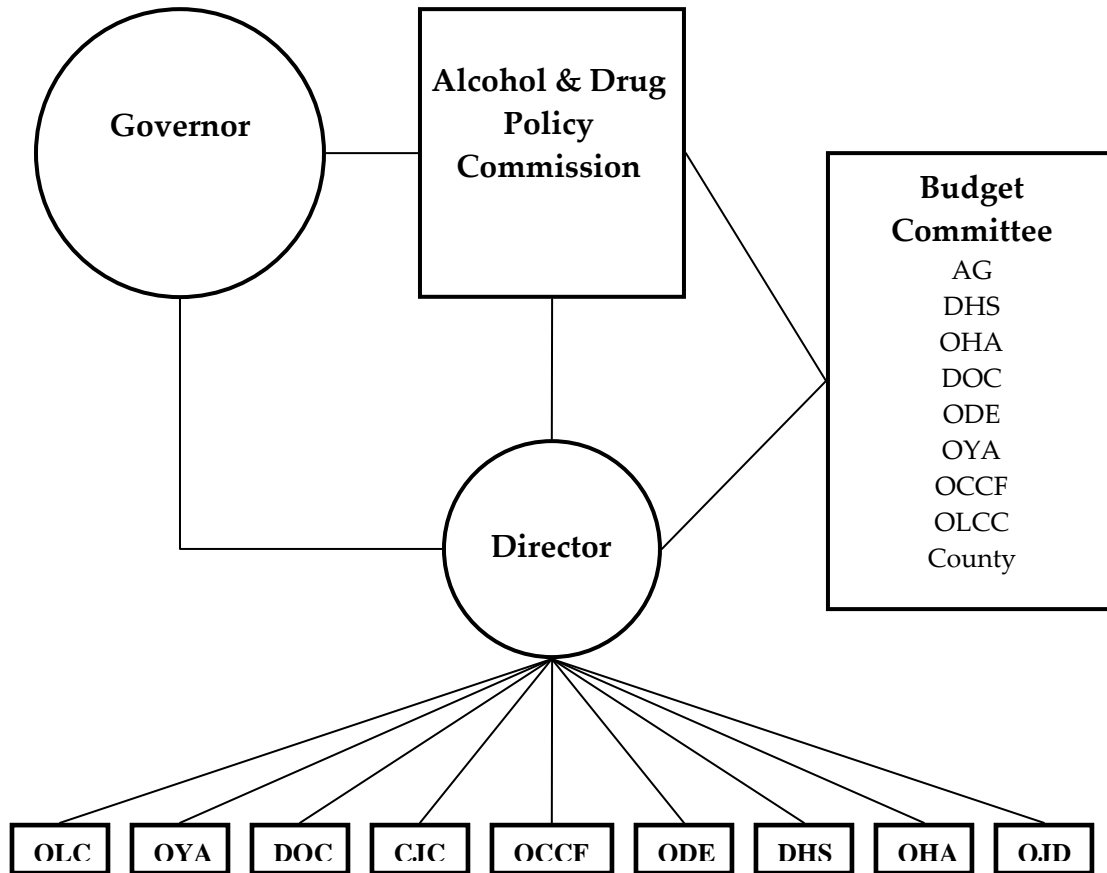 Governor
Alcohol & Drug
Policy
Commission
Budget
Committee
AG
DHS
OHA
DOC
ODE
OYA
OCCF
OLCC
County
Director
OLC
OYA
DOC
CJC
OCCF
ODE
DHS
OHA
OJD